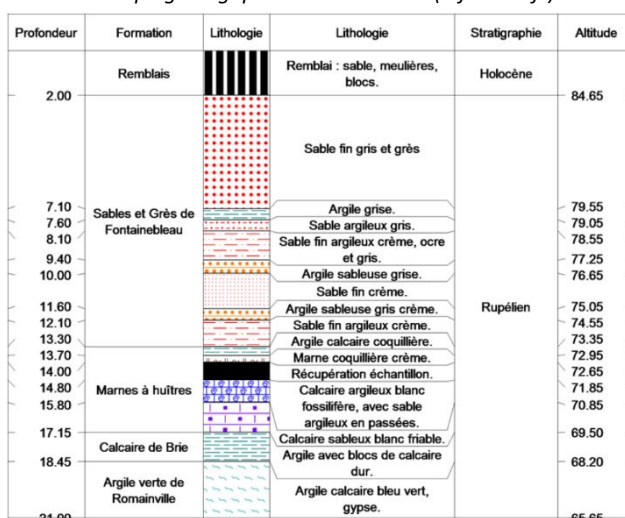 Profondeur Formation Lithologie Lithologie Stratigraphie Altitude
Remblais Remblai : sable, meulières, blocs. Holocène
2.00 84.65
Sable fin gris et grès
7.10 Argile grise. 79.55
Sables et Grès de Fontainebleau
7.60 Sable argileux gris. 79.05
8.10 Sable fin argileux crème, ocre 78.55
et gris.
9.40 77.25
10.00 Argile sableuse grise. 76.65
Sable fin crème.
Rupélien
11.60 Argile sableuse gris crème. 75.05
12.10 Sable fin argileux crème. 74.55
13.30 Argile calcaire coquillière. 73.35
13.70 Marne coquillière crème. 72.95
14.00 Récupération échantillon. 72.65
Marnes à huîtres
14.80 Calcaire argileux blanc 71.85
15.80 fossilifère, avec sable 70.85
argileux en passées.
17.15 Calcaire sableux blanc friable. 69.50
Calcaire de Brie
18.45 Argile avec blocs de calcaire 68.20
dur.
Argile verte de
Romainville
Argile calcaire bleu vert,
gypse.
21.00 65.65